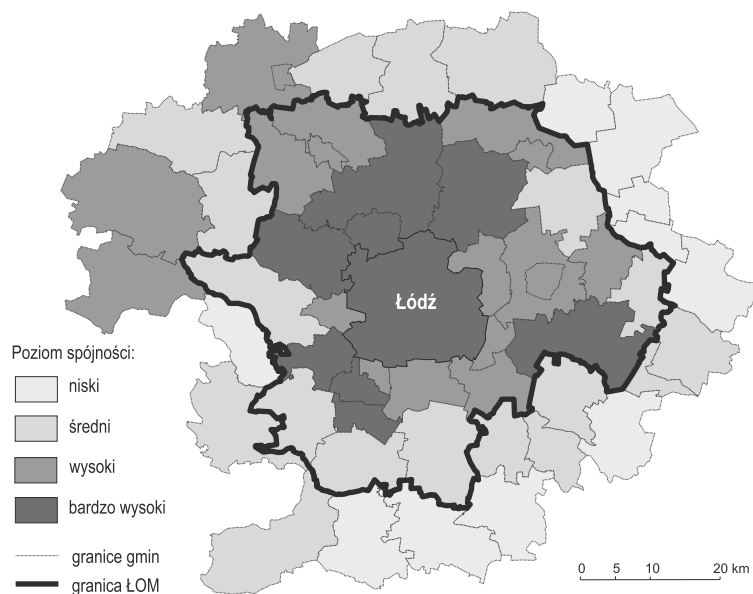 Łódź
Poziom spójności:
niski
średni
wysoki
bardzo wysoki
granice gmin
granica ŁOM
0 5 10 20 km